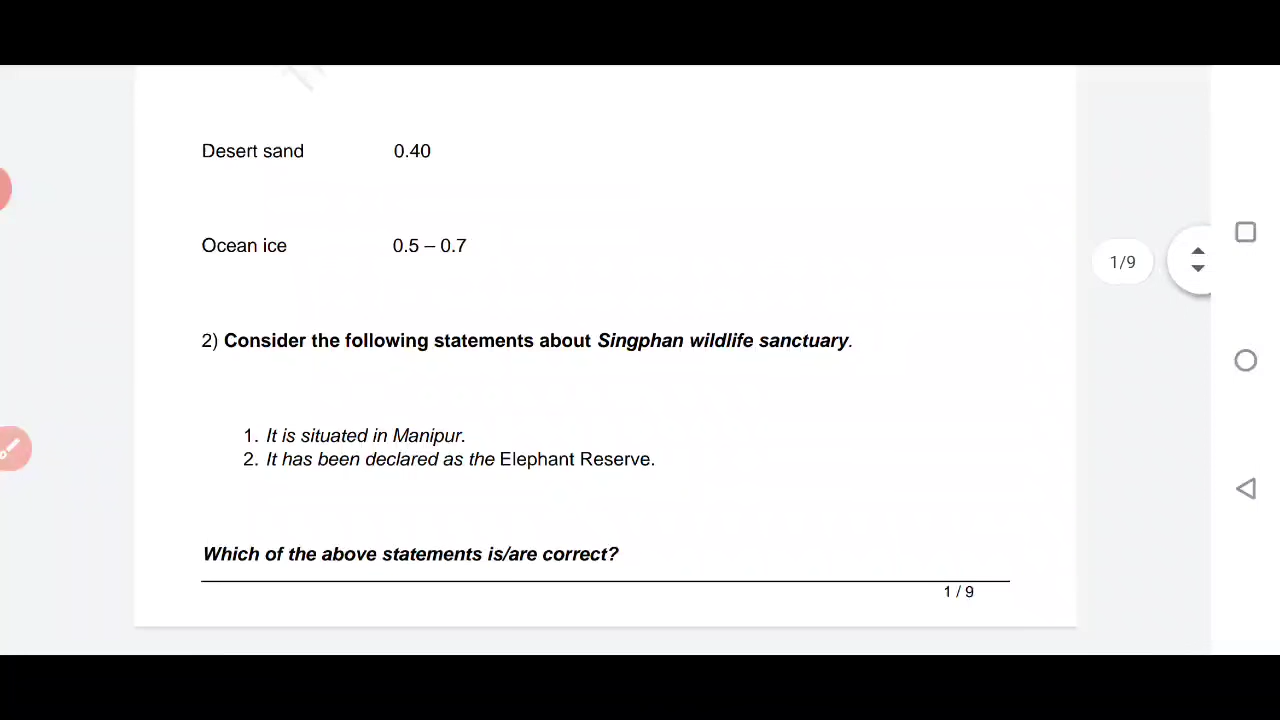 Desert sand 0.40
Ocean ice 0.5 – 0.7
1/9
2) Consider the following statements about Singphan wildlife sanctuary.
1. It is situated in Manipur.
2. It has been declared as the Elephant Reserve.
Which of the above statements is/are correct?
1 / 9